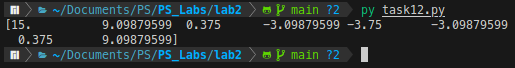 ~/Documents/PS/PS_Labs/lab2 main ?2 py task12.py
[15. 9.09879599 0.375 -3.09879599 -3.75 -3.09879599
0.375 9.09879599]
~/Documents/PS/PS_Labs/lab2 main ?2